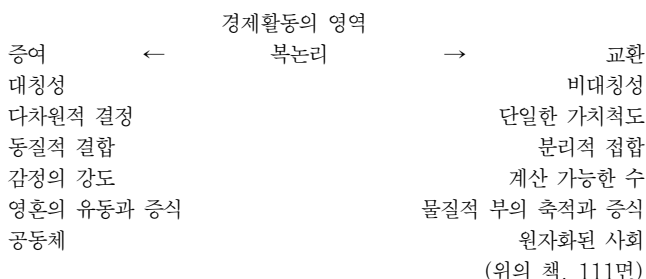 경제활동의 영역
증여 ← 복논리 → 교환
대칭성 비대칭성
다차원적 결정 단일한 가치척도
동질적 결합 분리적 접합
감정의 강도 계산 가능한 수
영혼의 유동과 증식 물질적 부의 축적과 증식
공동체 원자화된 사회
(위의 책, 111면)